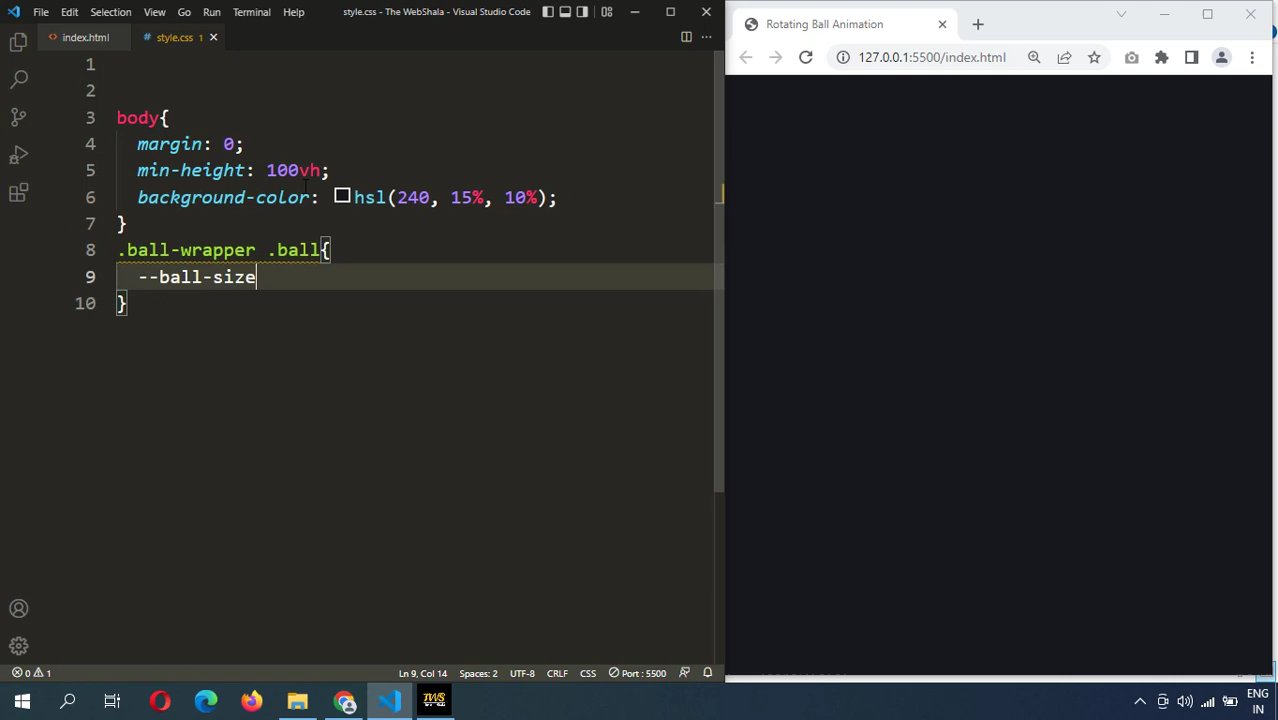 File Edit Selection View Go Run Terminal Help style.css - The WebShala - Visual Studio Code
Rotating Ball Animation
index.html # style.css 1
127.0.0.1:5500/index.html
1
2
3 body{
4 margin: 0;
5 min-height: 100vh;
6 background-color: hsl(240, 15%, 10%);
7 }
8 .ball-wrapper .ball{
9 --ball-size
10 }
0 1 Ln 9, Col 14 Spaces: 2 UTF-8 CRLF CSS Port : 5500
TWS
ENG
IN